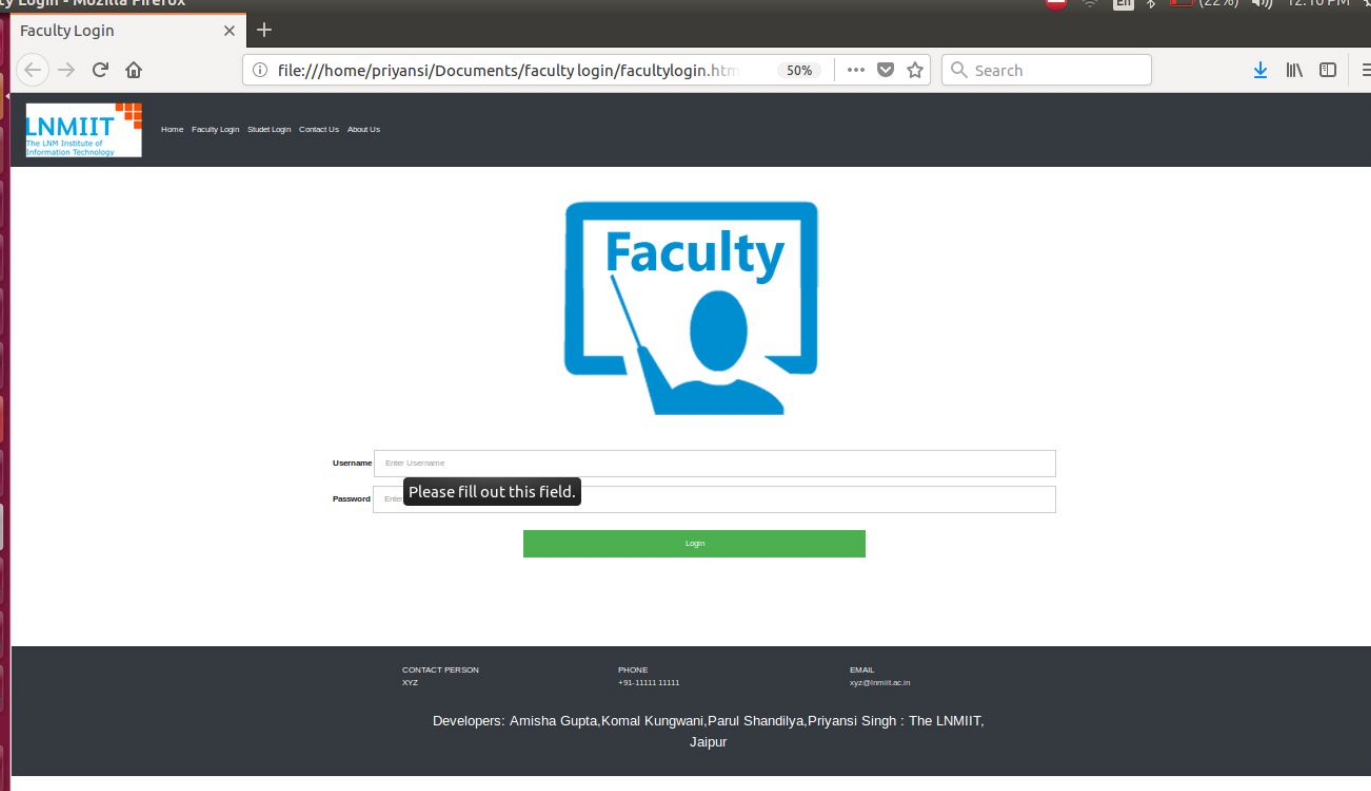 ty Login - Mozilla Firefox
En (22%) 12:10 PM
Faculty Login × +
file:///home/priyansi/Documents/faculty login/facultylogin.htm 50% Search
LNMIIT
The LNM Institute of
Information Technology
Home Faculty Login Studet Login Contact Us About Us
Faculty
Username Enter Username
Please fill out this field.
Password Enter
Login
CONTACT PERSON PHONE EMAIL
XYZ +91-11111 11111 xyz@lnmiit.ac.in
Developers: Amisha Gupta,Komal Kungwani,Parul Shandilya,Priyansi Singh : The LNMIIT,
Jaipur